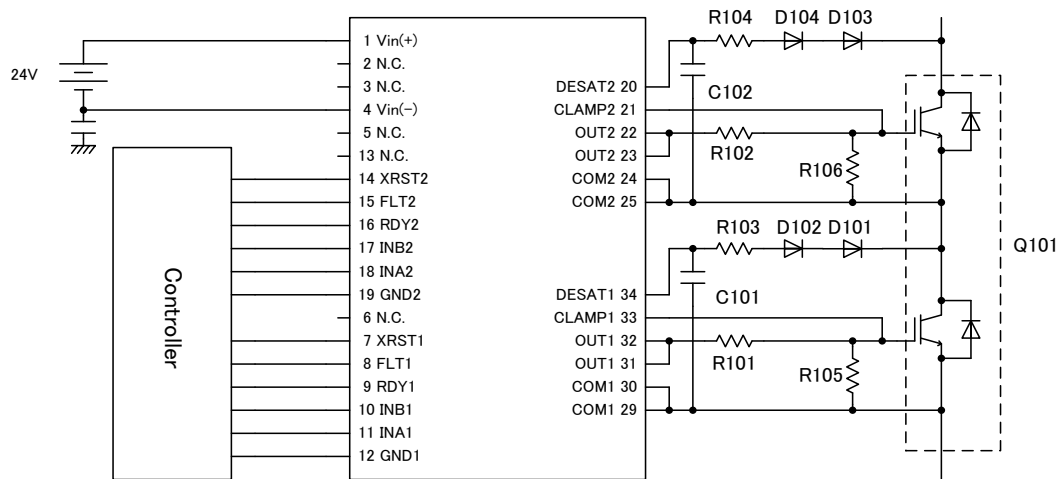 24V
Controller
1 Vin(+)
2 N.C.
3 N.C.
4 Vin(-)
5 N.C.
13 N.C.
14 XRST2
15 FLT2
16 RDY2
17 INB2
18 INA2
19 GND2
6 N.C.
7 XRST1
8 FLT1
9 RDY1
10 INB1
11 INA1
12 GND1
DESAT2 20
CLAMP2 21
OUT2 22
OUT2 23
COM2 24
COM2 25
DESAT1 34
CLAMP1 33
OUT1 32
OUT1 31
COM1 30
COM1 29
R104 D104 D103
C102
R102
R106
R103 D102 D101
C101
R101
R105
Q101